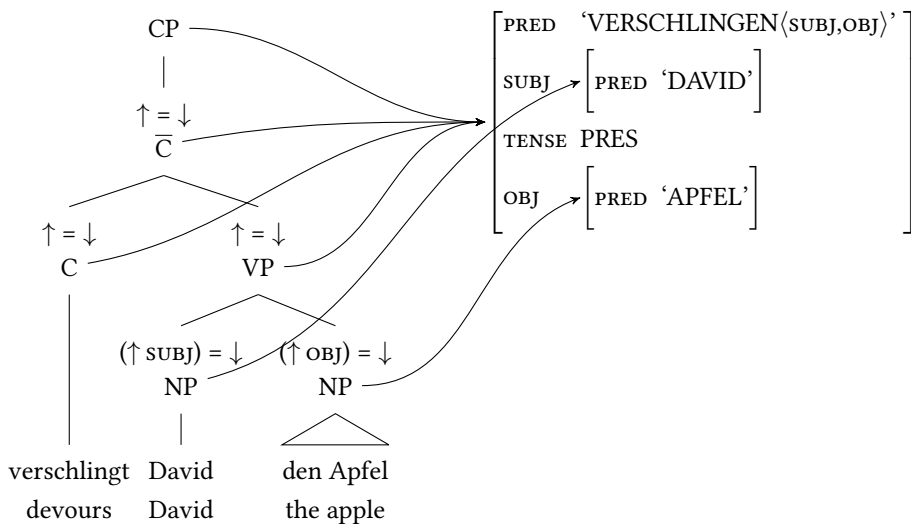 CP
PRED ‘VERSCHLINGEN⟨SUBJ,OBJ⟩’
SUBJ [PRED ‘DAVID’]
↑ = ↓
C̅
TENSE PRES
OBJ [PRED ‘APFEL’]
↑ = ↓ ↑ = ↓
C VP
(↑ SUBJ) = ↓ (↑ OBJ) = ↓
NP NP
verschlingt David den Apfel
devours David the apple